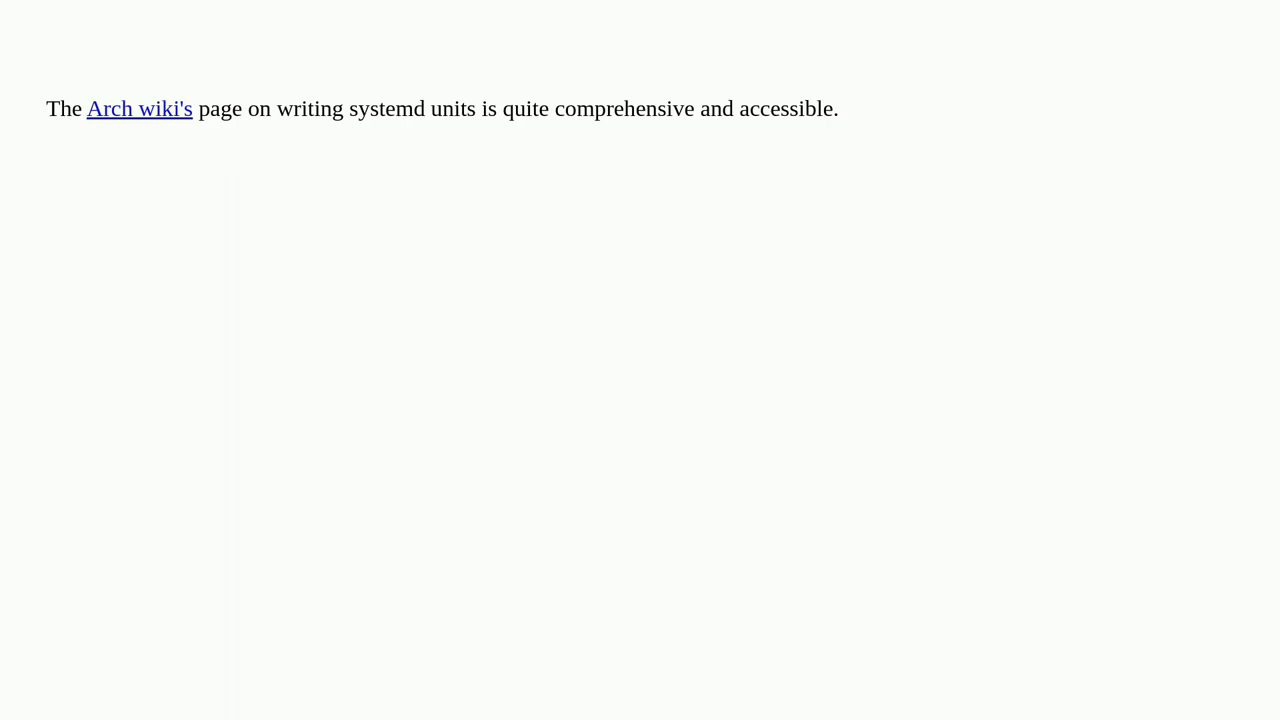 The Arch wiki's page on writing systemd units is quite comprehensive and accessible.